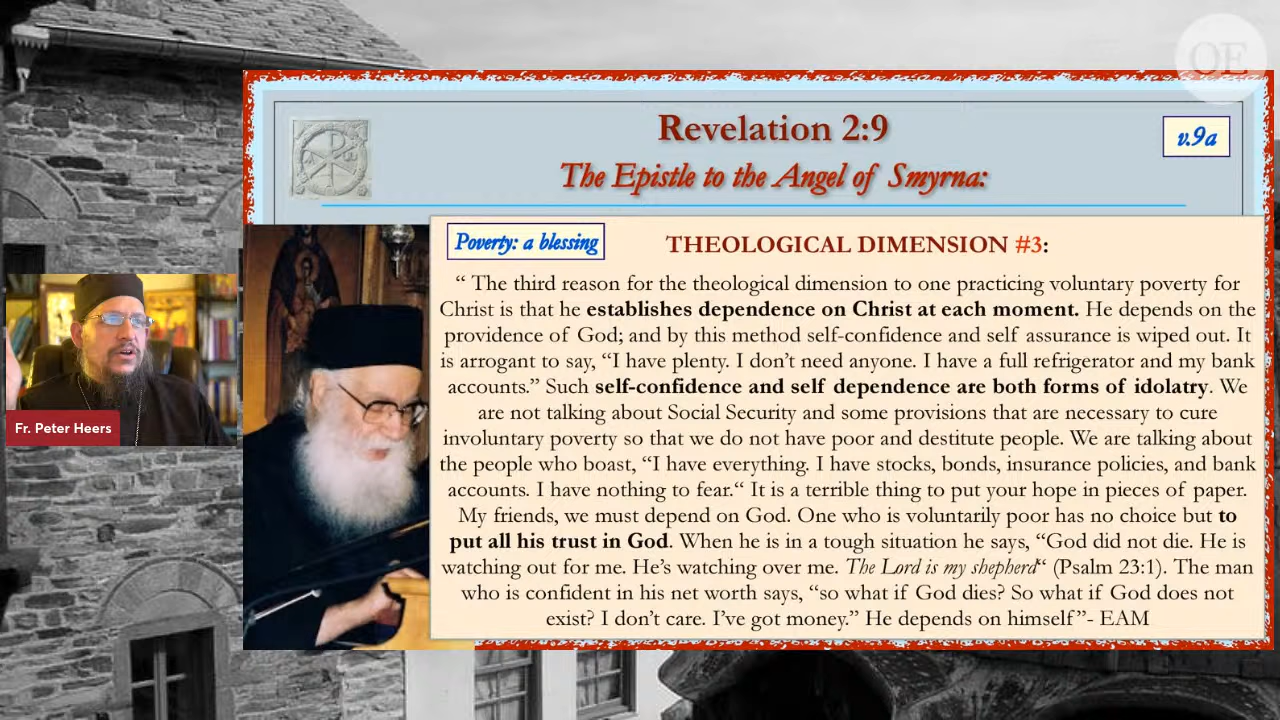 OE
Revelation 2:9
v.9a
The Epistle to the Angel of Smyrna:
Poverty: a blessing
THEOLOGICAL DIMENSION #3:
“ The third reason for the theological dimension to one practicing voluntary poverty for
Christ is that he establishes dependence on Christ at each moment. He depends on the
providence of God; and by this method self-confidence and self assurance is wiped out. It
is arrogant to say, “I have plenty. I don’t need anyone. I have a full refrigerator and my bank
accounts.” Such self-confidence and self dependence are both forms of idolatry. We
are not talking about Social Security and some provisions that are necessary to cure
involuntary poverty so that we do not have poor and destitute people. We are talking about
the people who boast, “I have everything. I have stocks, bonds, insurance policies, and bank
accounts. I have nothing to fear.“ It is a terrible thing to put your hope in pieces of paper.
My friends, we must depend on God. One who is voluntarily poor has no choice but to
put all his trust in God. When he is in a tough situation he says, “God did not die. He is
watching out for me. He’s watching over me. The Lord is my shepherd“ (Psalm 23:1). The man
who is confident in his net worth says, “so what if God dies? So what if God does not
exist? I don’t care. I’ve got money.” He depends on himself”- EAM
Fr. Peter Heers